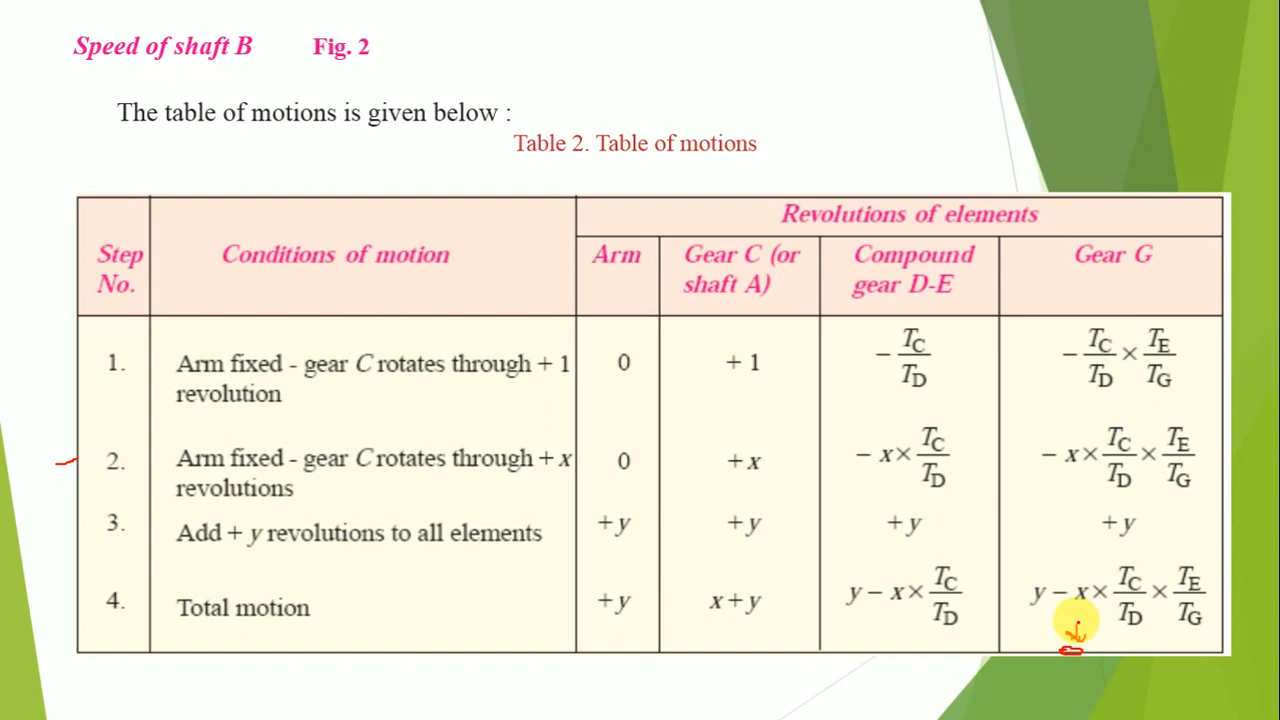 Speed of shaft B Fig. 2
The table of motions is given below :
Table 2. Table of motions
Revolutions of elements
Step No. Conditions of motion Arm Gear C (or shaft A) Compound gear D-E Gear G
1. Arm fixed - gear C rotates through + 1 revolution 0 + 1 − T_C/T_D − T_C/T_D × T_E/T_G
2. Arm fixed - gear C rotates through + x revolutions 0 + x − x × T_C/T_D − x × T_C/T_D × T_E/T_G
3. Add + y revolutions to all elements + y + y + y + y
4. Total motion + y x + y y − x × T_C/T_D y − x × T_C/T_D × T_E/T_G